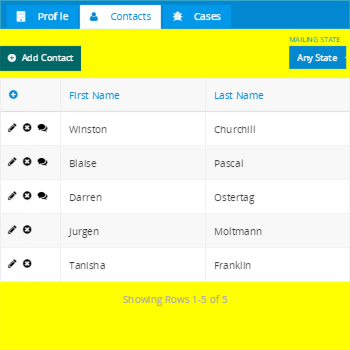 Profile Contacts Cases
MAILING STATE
Add Contact Any State
First Name Last Name
Winston Churchill
Blaise Pascal
Darren Ostertag
Jurgen Moltmann
Tanisha Franklin
Showing Rows 1-5 of 5